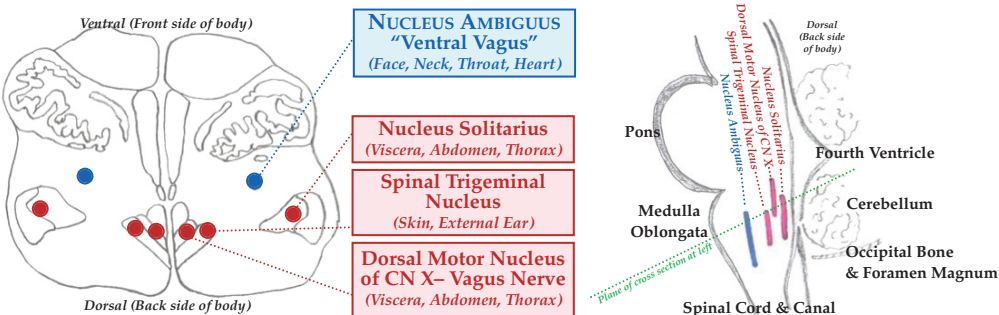 Ventral (Front side of body)
NUCLEUS AMBIGUUS
“Ventral Vagus”
(Face, Neck, Throat, Heart)
Nucleus Solitarius
(Viscera, Abdomen, Thorax)
Spinal Trigeminal
Nucleus
(Skin, External Ear)
Dorsal Motor Nucleus
of CN X– Vagus Nerve
(Viscera, Abdomen, Thorax)
Dorsal (Back side of body)
Dorsal
(Back side
of body)
Nucleus Solitarius
Dorsal Motor Nucleus of CN X
Spinal Trigeminal Nucleus
Nucleus Ambiguus
Pons
Fourth Ventricle
Cerebellum
Medulla
Oblongata
Occipital Bone
& Foramen Magnum
Plane of cross section at left
Spinal Cord & Canal